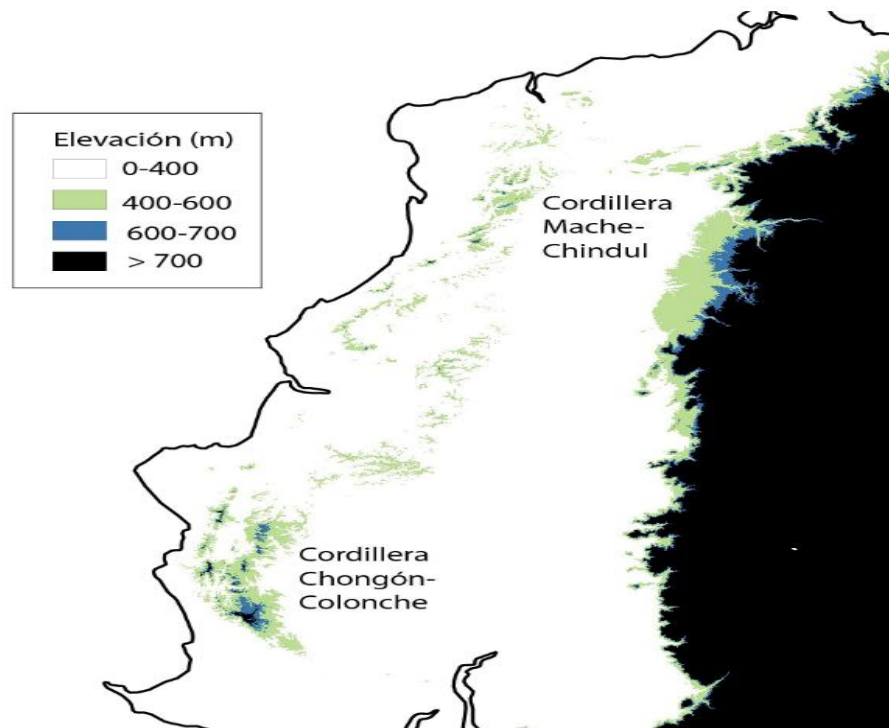 Elevación (m)
0-400
400-600
600-700
> 700
Cordillera
Mache-
Chindul
Cordillera
Chongón-
Colonche